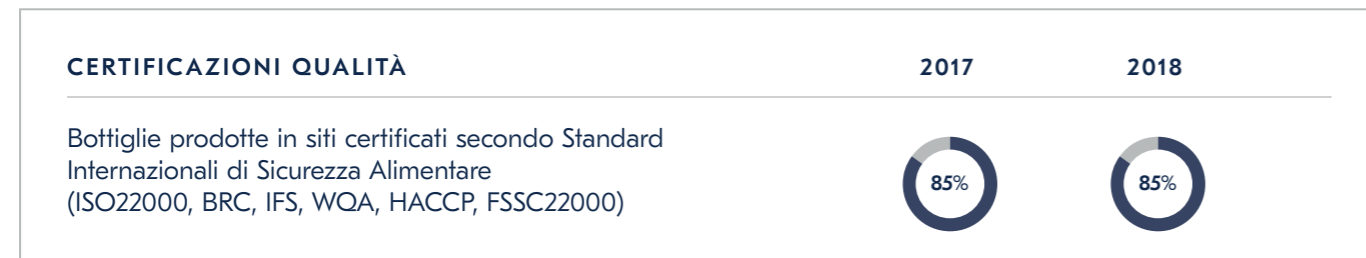 CERTIFICAZIONI QUALITÀ 2017 2018
Bottiglie prodotte in siti certificati secondo Standard
Internazionali di Sicurezza Alimentare
(ISO22000, BRC, IFS, WQA, HACCP, FSSC22000)
85% 85%